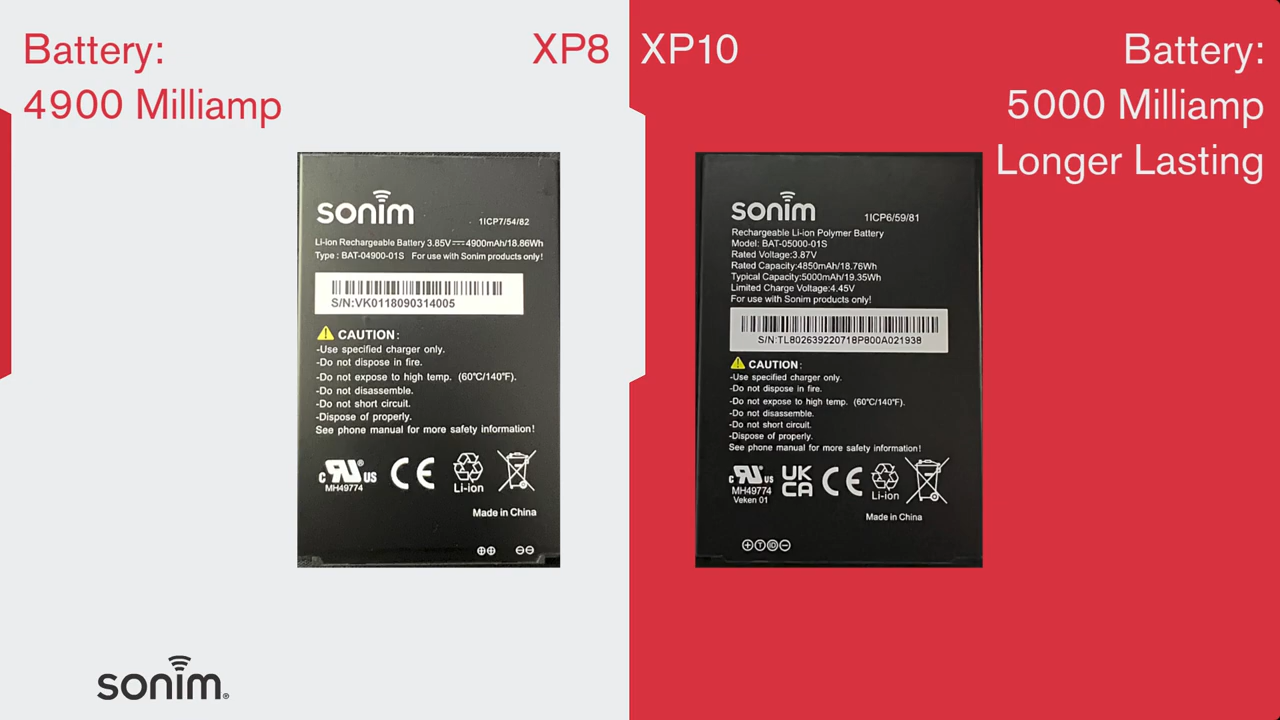 Battery:
4900 Milliamp
XP8
sonim
1ICP7/54/82
Li-ion Rechargeable Battery 3.85V⎓4900mAh/18.86Wh
Type : BAT-04900-01S For use with Sonim products only!
S/N:VK0118090314005
CAUTION:
-Use specified charger only.
-Do not dispose in fire.
-Do not expose to high temp. (60℃/140℉).
-Do not disassemble.
-Do not short circuit.
-Dispose of properly.
See phone manual for more safety information!
c RU US
MH49774
CE
Li-ion
Made in China
sonim®
XP10
Battery:
5000 Milliamp
Longer Lasting
sonim
1ICP6/59/81
Rechargeable Li-ion Polymer Battery
Model: BAT-05000-01S
Rated Voltage:3.87V
Rated Capacity:4850mAh/18.76Wh
Typical Capacity:5000mAh/19.35Wh
Limited Charge Voltage:4.45V
For use with Sonim products only!
S/N:TL802639220718P800A021938
CAUTION:
-Use specified charger only.
-Do not dispose in fire.
-Do not expose to high temp. (60℃/140℉).
-Do not disassemble.
-Do not short circuit.
-Dispose of properly.
See phone manual for more safety information!
c RU US
MH49774
Veken 01
UK
CA
CE
Li-ion
Made in China